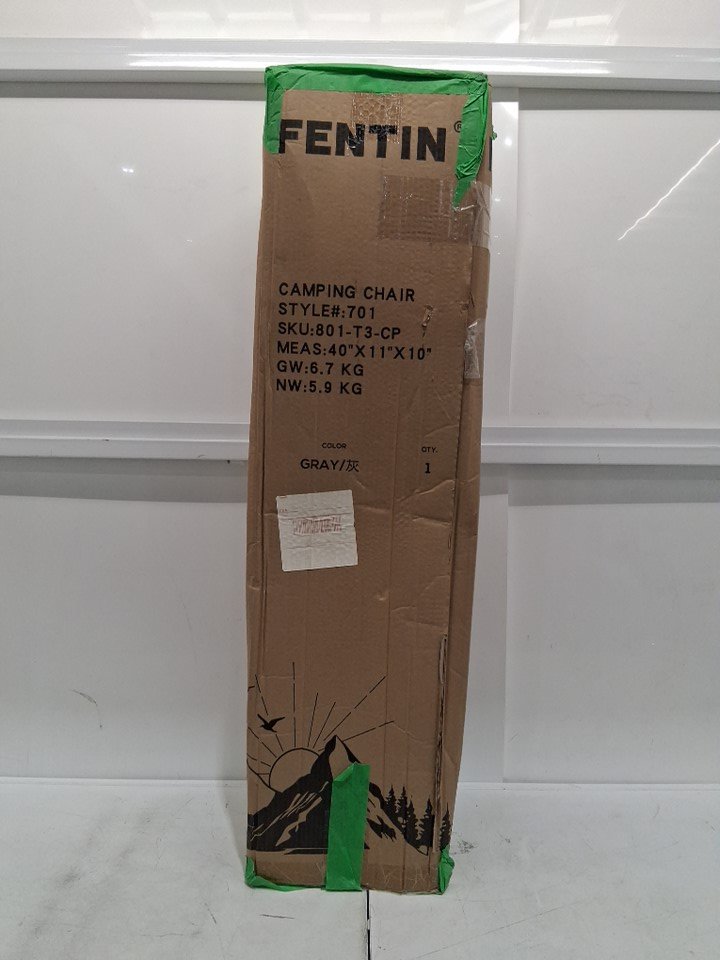 FENTIN®
CAMPING CHAIR
STYLE#:701
SKU:801-T3-CP
MEAS:40"X11"X10"
GW:6.7 KG
NW:5.9 KG
COLOR QTY.
GRAY/灰 1